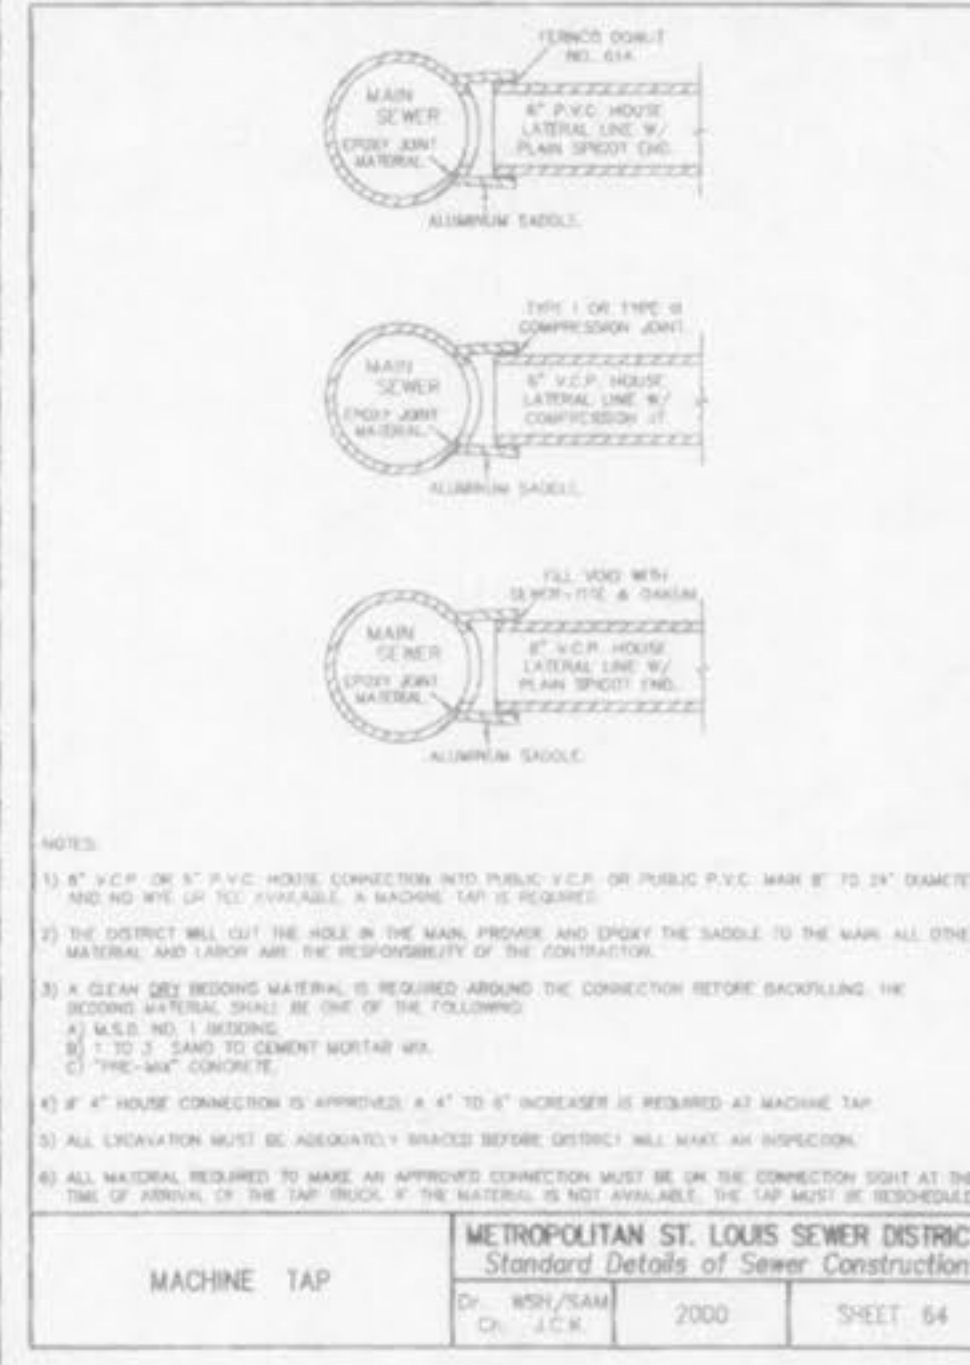 FERNCO DONUT
NO. 61A
MAIN
SEWER
EPOXY JOINT
MATERIAL
6" P.V.C. HOUSE
LATERAL LINE W/
PLAIN SPIGOT END.
ALUMINUM SADDLE.
TYPE I OR TYPE III
COMPRESSION JOINT
MAIN
SEWER
EPOXY JOINT
MATERIAL.
6" V.C.P. HOUSE
LATERAL LINE W/
COMPRESSION JT.
ALUMINUM SADDLE.
FILL VOID WITH
SEWER-TITE & OAKUM
MAIN
SEWER
EPOXY JOINT
MATERIAL
6" V.C.P. HOUSE
LATERAL LINE W/
PLAIN SPIGOT END.
ALUMINUM SADDLE.
NOTES:
1) 6" V.C.P. OR 6" P.V.C. HOUSE CONNECTION INTO PUBLIC V.C.P. OR PUBLIC P.V.C. MAIN 8" TO 24" DIAMETE
AND NO WYE OR TEE AVAILABLE, A MACHINE TAP IS REQUIRED.
2) THE DISTRICT WILL CUT THE HOLE IN THE MAIN, PROVIDE AND EPOXY THE SADDLE TO THE MAIN. ALL OTHE
MATERIAL AND LABOR ARE THE RESPONSIBILITY OF THE CONTRACTOR.
3) A CLEAN DRY BEDDING MATERIAL IS REQUIRED AROUND THE CONNECTION BEFORE BACKFILLING. THE
BEDDING MATERIAL SHALL BE ONE OF THE FOLLOWING:
A) M.S.D. NO. 1 BEDDING.
B) 1 TO 3 SAND TO CEMENT MORTAR MIX.
C) "PRE-MIX" CONCRETE.
4) IF 4" HOUSE CONNECTION IS APPROVED, A 4" TO 6" INCREASER IS REQUIRED AT MACHINE TAP.
5) ALL EXCAVATION MUST BE ADEQUATELY BRACED BEFORE DISTRICT WILL MAKE AN INSPECTION.
6) ALL MATERIAL REQUIRED TO MAKE AN APPROVED CONNECTION MUST BE ON THE CONNECTION SIGHT AT THE
TIME OF ARRIVAL OF THE TAP TRUCK. IF THE MATERIAL IS NOT AVAILABLE, THE TAP MUST BE RESCHEDULED
MACHINE TAP
METROPOLITAN ST. LOUIS SEWER DISTRIC
Standard Details of Sewer Construction
Dr. WSH/SAM
Ch. J.C.K.
2000
SHEET 64